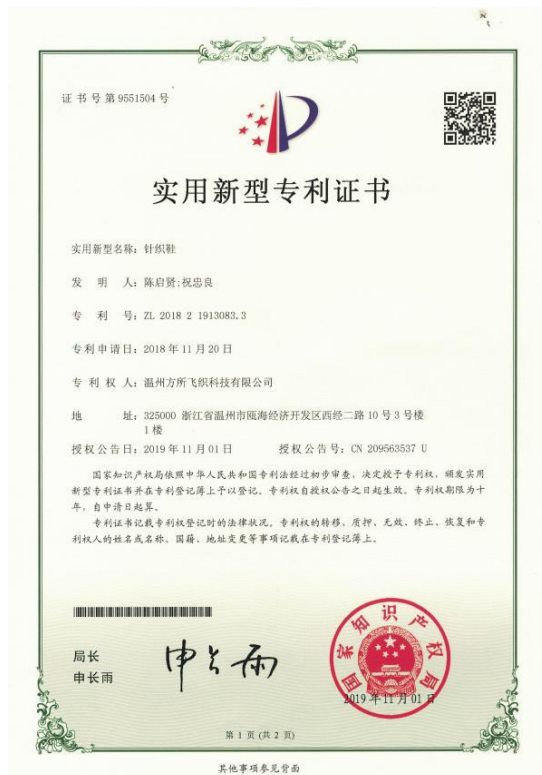 证书号第9551504号
实用新型专利证书
实用新型名称：针织鞋
发明人：陈启贤;祝忠良
专利号：ZL 2018 2 1913083.3
专利申请日：2018年11月20日
专利权人：温州方所飞织科技有限公司
地址：325000 浙江省温州市瓯海经济开发区西经二路10号3号楼
1楼
授权公告日：2019年11月01日 授权公告号：CN 209563537 U
国家知识产权局依照中华人民共和国专利法经过初步审查，决定授予专利权，颁发实用
新型专利证书并在专利登记簿上予以登记。专利权自授权公告之日起生效。专利权期限为十
年，自申请日起算。
专利证书记载专利权登记时的法律状况。专利权的转移、质押、无效、终止、恢复和专
利权人的姓名或名称、国籍、地址变更等事项记载在专利登记簿上。
局长
申长雨
申长雨
国家知识产权局
2019年11月01日
第1页(共2页)
其他事项参见背面